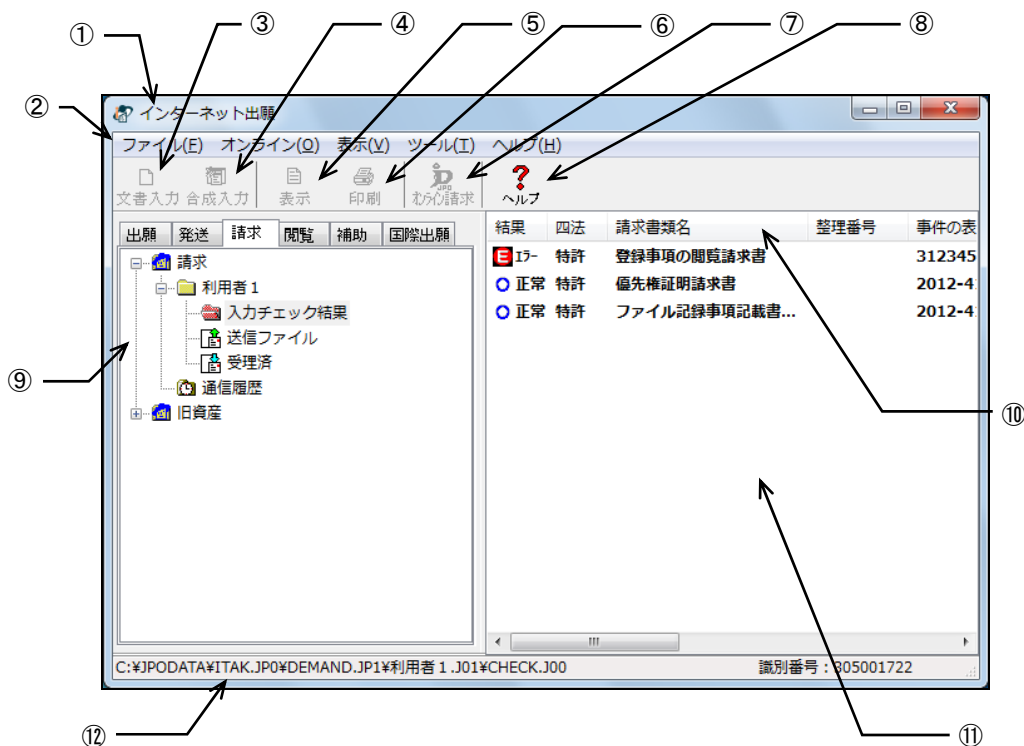 ① ③ ④ ⑤ ⑥ ⑦ ⑧
②
インターネット出願
ファイル(F) オンライン(O) 表示(V) ツール(T) ヘルプ(H)
文書入力 合成入力 表示 印刷 ｵﾝﾗｲﾝ請求 ヘルプ
出願 発送 請求 閲覧 補助 国際出願
請求
利用者1
入力チェック結果
送信ファイル
受理済
通信履歴
旧資産
結果 四法 請求書類名 整理番号 事件の表
E ｴﾗｰ 特許 登録事項の閲覧請求書 312345
正常 特許 優先権証明請求書 2012-4
正常 特許 ファイル記録事項記載書... 2012-4
⑨
⑩
C:¥JPODATA¥ITAK.JP0¥DEMAND.JP1¥利用者1.J01¥CHECK.J00 識別番号：305001722
⑫ ⑪